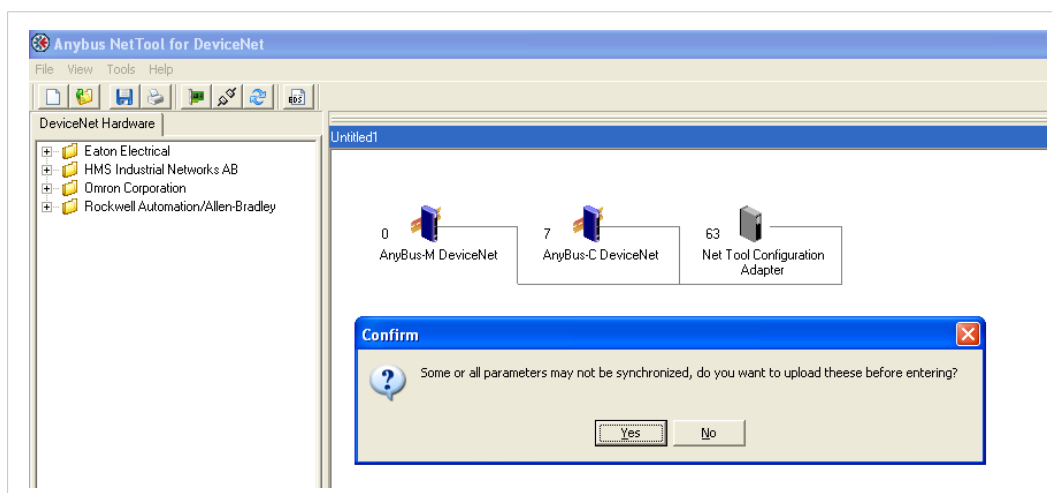 Anybus NetTool for DeviceNet
File View Tools Help
EDS
DeviceNet Hardware
Eaton Electrical
HMS Industrial Networks AB
Omron Corporation
Rockwell Automation/Allen-Bradley
Untitled1
0
AnyBus-M DeviceNet
7
AnyBus-C DeviceNet
63
Net Tool Configuration
Adapter
Confirm
Some or all parameters may not be synchronized, do you want to upload theese before entering?
Yes
No